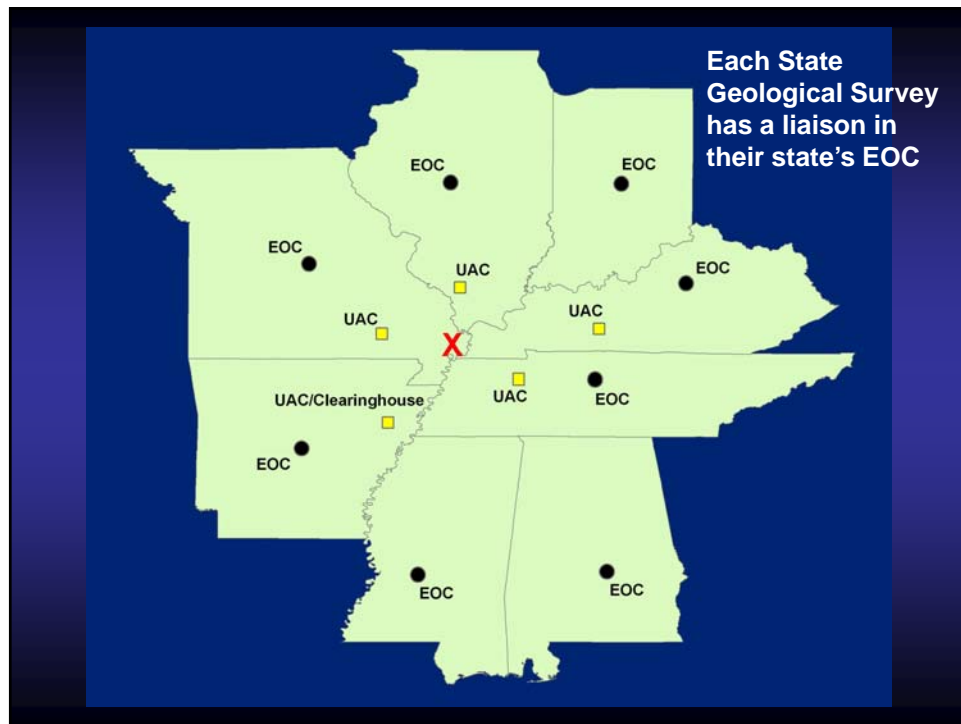 Each State
Geological Survey
has a liaison in
their state's EOC
EOC
EOC
EOC
EOC
UAC
UAC
UAC
X
UAC
EOC
UAC/Clearinghouse
EOC
EOC
EOC